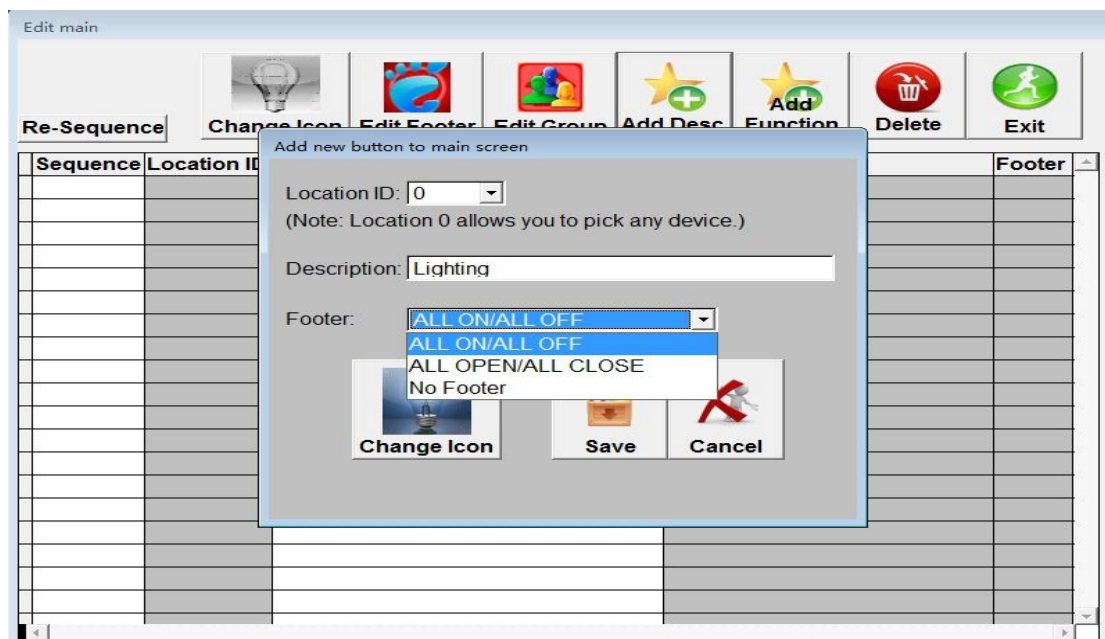 Edit main
Add
Re-Sequence Change Icon Edit Footer Edit Group Add Desc Function Delete Exit
Add new button to main screen
Sequence Location ID Footer
Location ID: 0
(Note: Location 0 allows you to pick any device.)
Description: Lighting
Footer: ALL ON/ALL OFF
ALL ON/ALL OFF
ALL OPEN/ALL CLOSE
No Footer
Change Icon Save Cancel